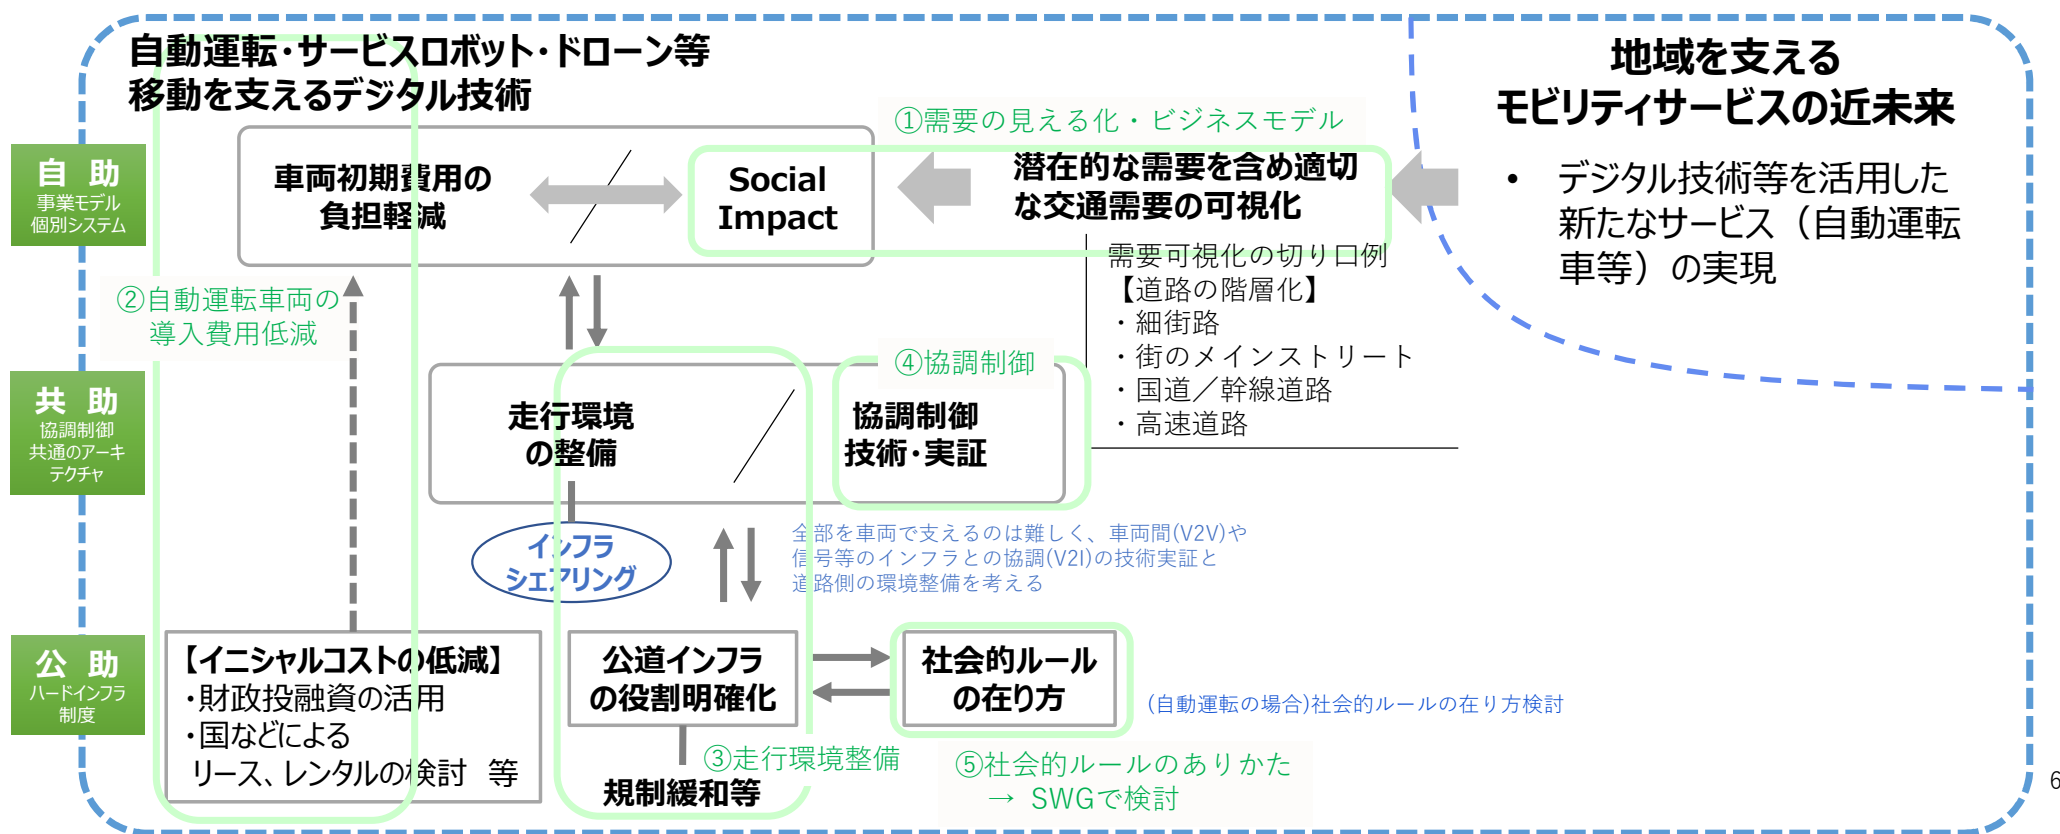 自動運転・サービスロボット・ドローン等
移動を支えるデジタル技術
地域を支える
モビリティサービスの近未来
• デジタル技術等を活用した
新たなサービス（自動運転
車等）の実現
①需要の見える化・ビジネスモデル
自 助
事業モデル
個別システム
車両初期費用の
負担軽減
Social
Impact
潜在的な需要を含め適切
な交通需要の可視化
需要可視化の切り口例
【道路の階層化】
・細街路
・街のメインストリート
・国道／幹線道路
・高速道路
②自動運転車両の
導入費用低減
共 助
協調制御
共通のアーキ
テクチャ
④協調制御
走行環境
の整備
協調制御
技術・実証
インフラ
シェアリング
全部を車両で支えるのは難しく、車両間(V2V)や
信号等のインフラとの協調(V2I)の技術実証と
道路側の環境整備を考える
公 助
ハードインフラ
制度
【イニシャルコストの低減】
・財政投融資の活用
・国などによる
リース、レンタルの検討 等
公道インフラ
の役割明確化
社会的ルール
の在り方
(自動運転の場合)社会的ルールの在り方検討
③走行環境整備
規制緩和等
⑤社会的ルールのありかた
→ SWGで検討
6